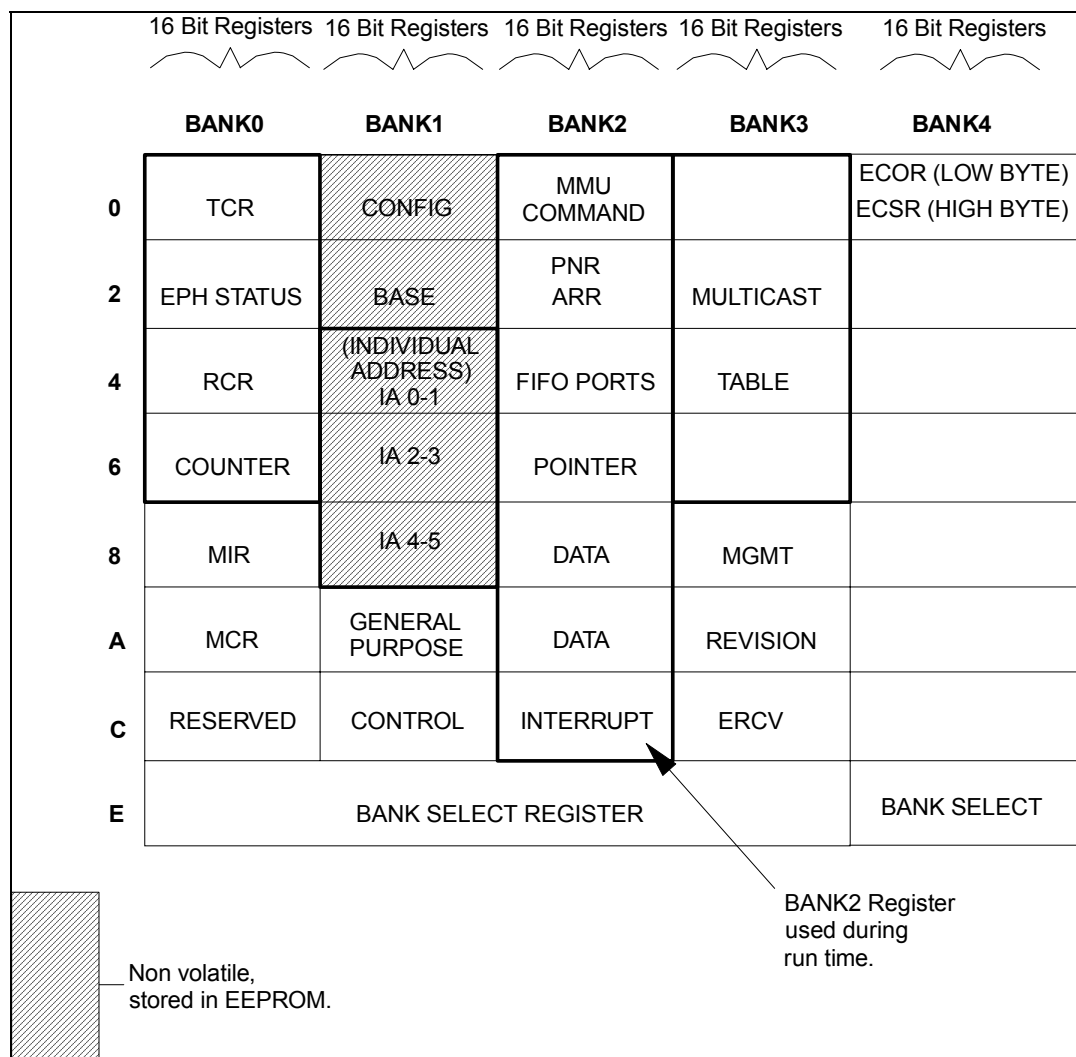 16 Bit Registers 16 Bit Registers 16 Bit Registers 16 Bit Registers 16 Bit Registers
BANK0 BANK1 BANK2 BANK3 BANK4
0 TCR CONFIG MMU COMMAND ECOR (LOW BYTE) ECSR (HIGH BYTE)
2 EPH STATUS BASE PNR ARR MULTICAST
4 RCR (INDIVIDUAL ADDRESS) IA 0-1 FIFO PORTS TABLE
6 COUNTER IA 2-3 POINTER
8 MIR IA 4-5 DATA MGMT
A MCR GENERAL PURPOSE DATA REVISION
C RESERVED CONTROL INTERRUPT ERCV
E BANK SELECT REGISTER BANK SELECT
BANK2 Register
used during
run time.
Non volatile,
stored in EEPROM.